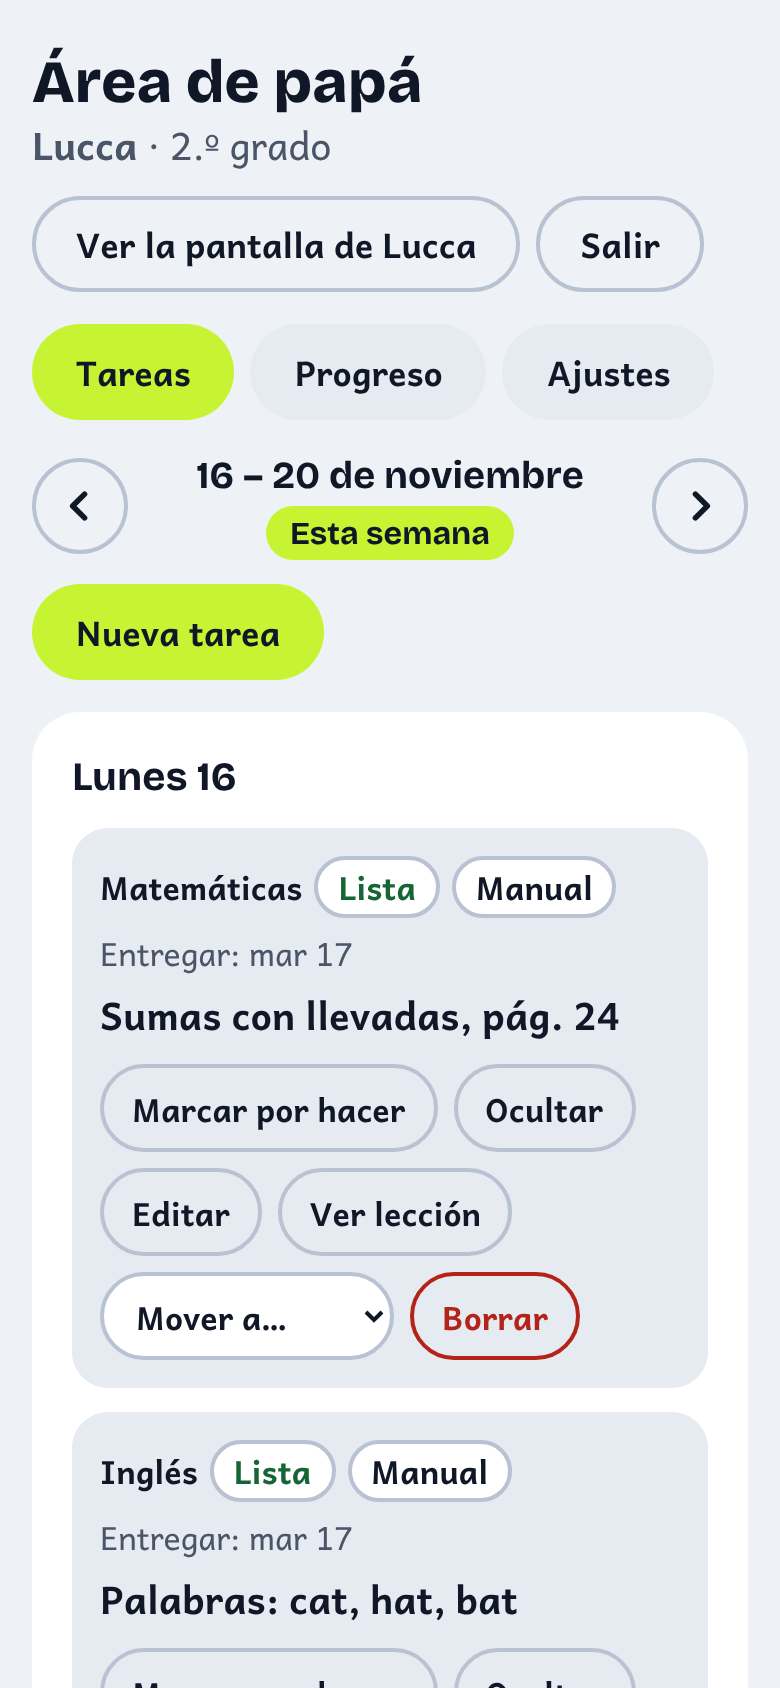 Área de papá
Lucca · 2.º grado
Ver la pantalla de Lucca Salir
Tareas Progreso Ajustes
16 – 20 de noviembre
Esta semana
Nueva tarea
Lunes 16
Matemáticas Lista Manual
Entregar: mar 17
Sumas con llevadas, pág. 24
Marcar por hacer Ocultar
Editar Ver lección
Mover a... Borrar
Inglés Lista Manual
Entregar: mar 17
Palabras: cat, hat, bat